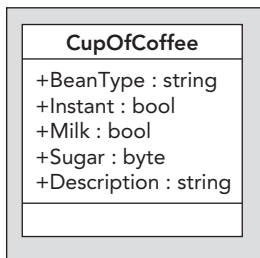 CupOfCoffee
+BeanType : string
+Instant : bool
+Milk : bool
+Sugar : byte
+Description : string